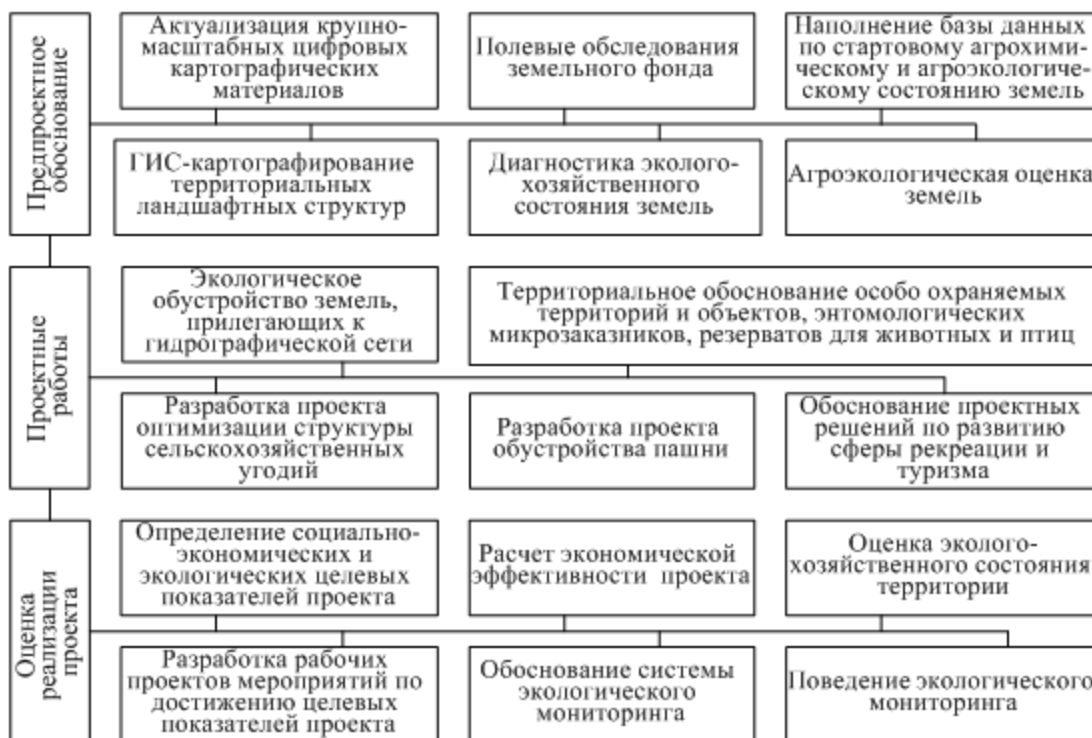 Предпроектное
обоснование
Актуализация крупно-
масштабных цифровых
картографических
материалов
Полевые обследования
земельного фонда
Наполнение базы данных
по стартовому агрохими-
ческому и агроэкологиче-
скому состоянию земель
ГИС-картографирование
территориальных
ландшафтных структур
Диагностика эколого-
хозяйственного
состояния земель
Агроэкологическая оценка
земель
Проектные
работы
Экологическое
обустройство земель,
прилегающих к
гидрографической сети
Территориальное обоснование особо охраняемых
территорий и объектов, энтомологических
микрозаказников, резерватов для животных и птиц
Разработка проекта
оптимизации структуры
сельскохозяйственных
угодий
Разработка проекта
обустройства пашни
Обоснование проектных
решений по развитию
сферы рекреации и
туризма
Оценка
реализации
проекта
Определение социально-
экономических и
экологических целевых
показателей проекта
Расчет экономической
эффективности проекта
Оценка эколого-
хозяйственного состояния
территории
Разработка рабочих
проектов мероприятий по
достижению целевых
показателей проекта
Обоснование системы
экологического
мониторинга
Поведение экологического
мониторинга